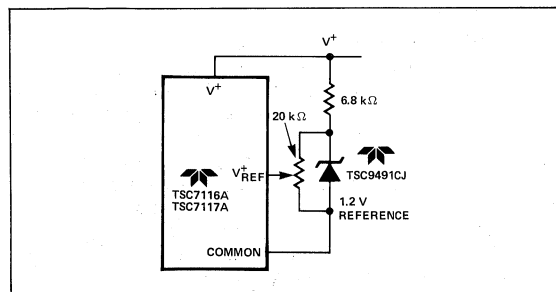 V+
V+
6.8 kΩ
20 kΩ
TSC9491CJ
V+REF
TSC7116A
TSC7117A
1.2 V
REFERENCE
COMMON